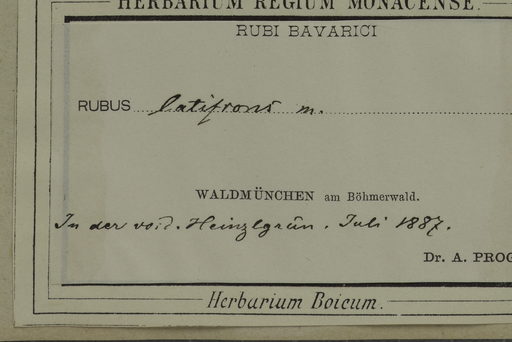 HERBARIUM REGIUM MONACENSE.
RUBI BAVARICI
RUBUS latifrons m.
WALDMÜNCHEN am Böhmerwald.
In der vord. Heinzlgrün. Juli 1887.
Dr. A. PROG
Herbarium Boicum.